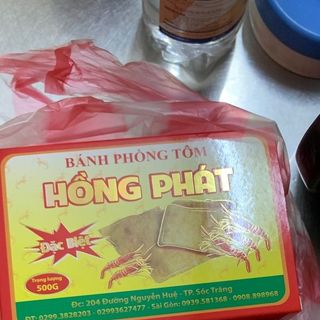 BÁNH PHỒNG TÔM
HỒNG PHÁT
Đặc Biệt
Trọng lượng
500G
Đc: 204 Đường Nguyễn Huệ - TP. Sóc Trăng
ĐT: 0299.3828203 - 02993627477 - Sài Gòn: 0939.581368 - 0908.898968